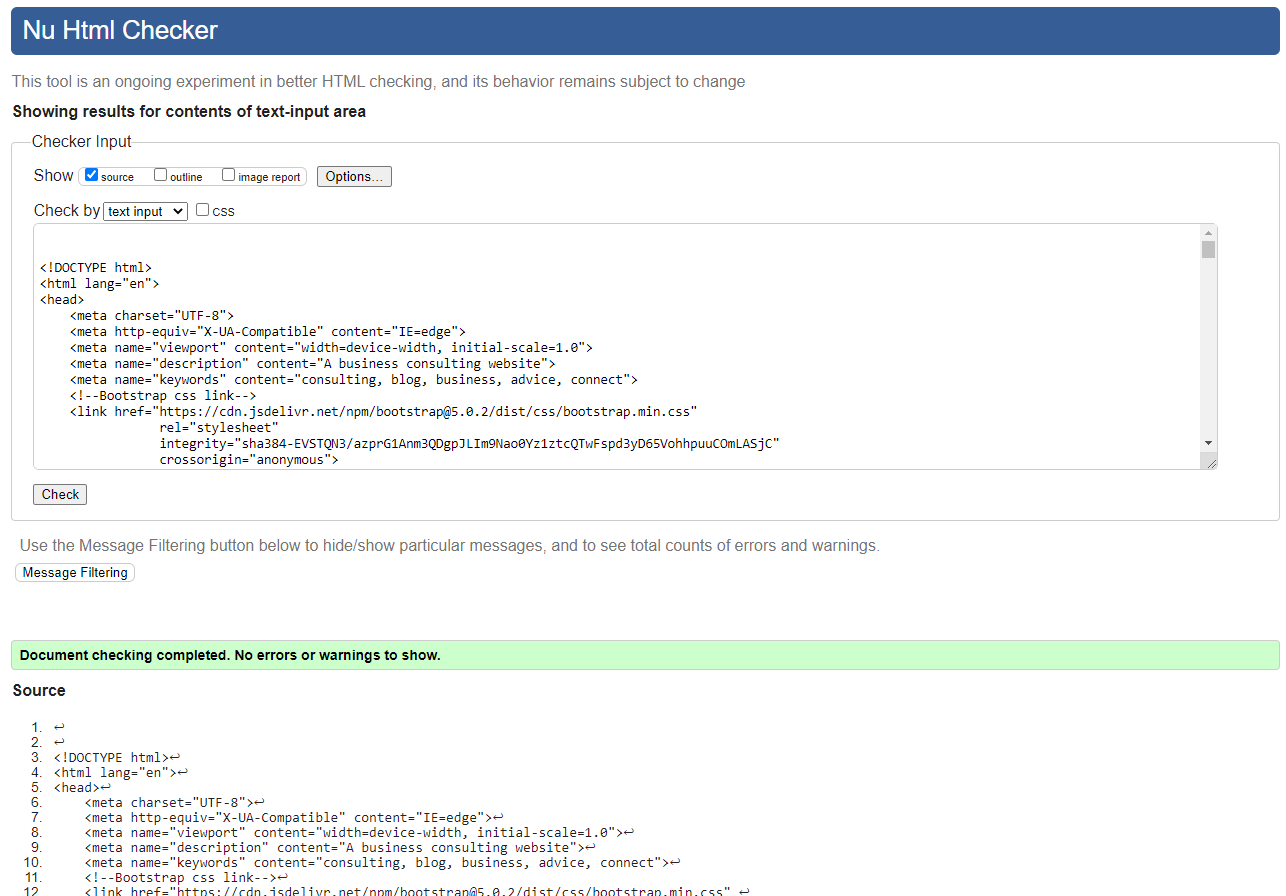 Nu Html Checker
This tool is an ongoing experiment in better HTML checking, and its behavior remains subject to change
Showing results for contents of text-input area
Checker Input
Show source outline image report Options...
Check by text input css
<!DOCTYPE html>
<html lang="en">
<head>
<meta charset="UTF-8">
<meta http-equiv="X-UA-Compatible" content="IE=edge">
<meta name="viewport" content="width=device-width, initial-scale=1.0">
<meta name="description" content="A business consulting website">
<meta name="keywords" content="consulting, blog, business, advice, connect">
<!--Bootstrap css link-->
<link href="https://cdn.jsdelivr.net/npm/bootstrap@5.0.2/dist/css/bootstrap.min.css"
rel="stylesheet"
integrity="sha384-EVSTQN3/azprG1Anm3QDgpJLIm9Nao0Yz1ztcQTwFspd3yD65VohhpuuCOmLASjC"
crossorigin="anonymous">
Check
Use the Message Filtering button below to hide/show particular messages, and to see total counts of errors and warnings.
Message Filtering
Document checking completed. No errors or warnings to show.
Source
1. ↩
2. ↩
3. <!DOCTYPE html>↩
4. <html lang="en">↩
5. <head>↩
6. <meta charset="UTF-8">↩
7. <meta http-equiv="X-UA-Compatible" content="IE=edge">↩
8. <meta name="viewport" content="width=device-width, initial-scale=1.0">↩
9. <meta name="description" content="A business consulting website">↩
10. <meta name="keywords" content="consulting, blog, business, advice, connect">↩
11. <!--Bootstrap css link-->↩
12. <link href="https://cdn.jsdelivr.net/npm/bootstrap@5.0.2/dist/css/bootstrap.min.css" ↩